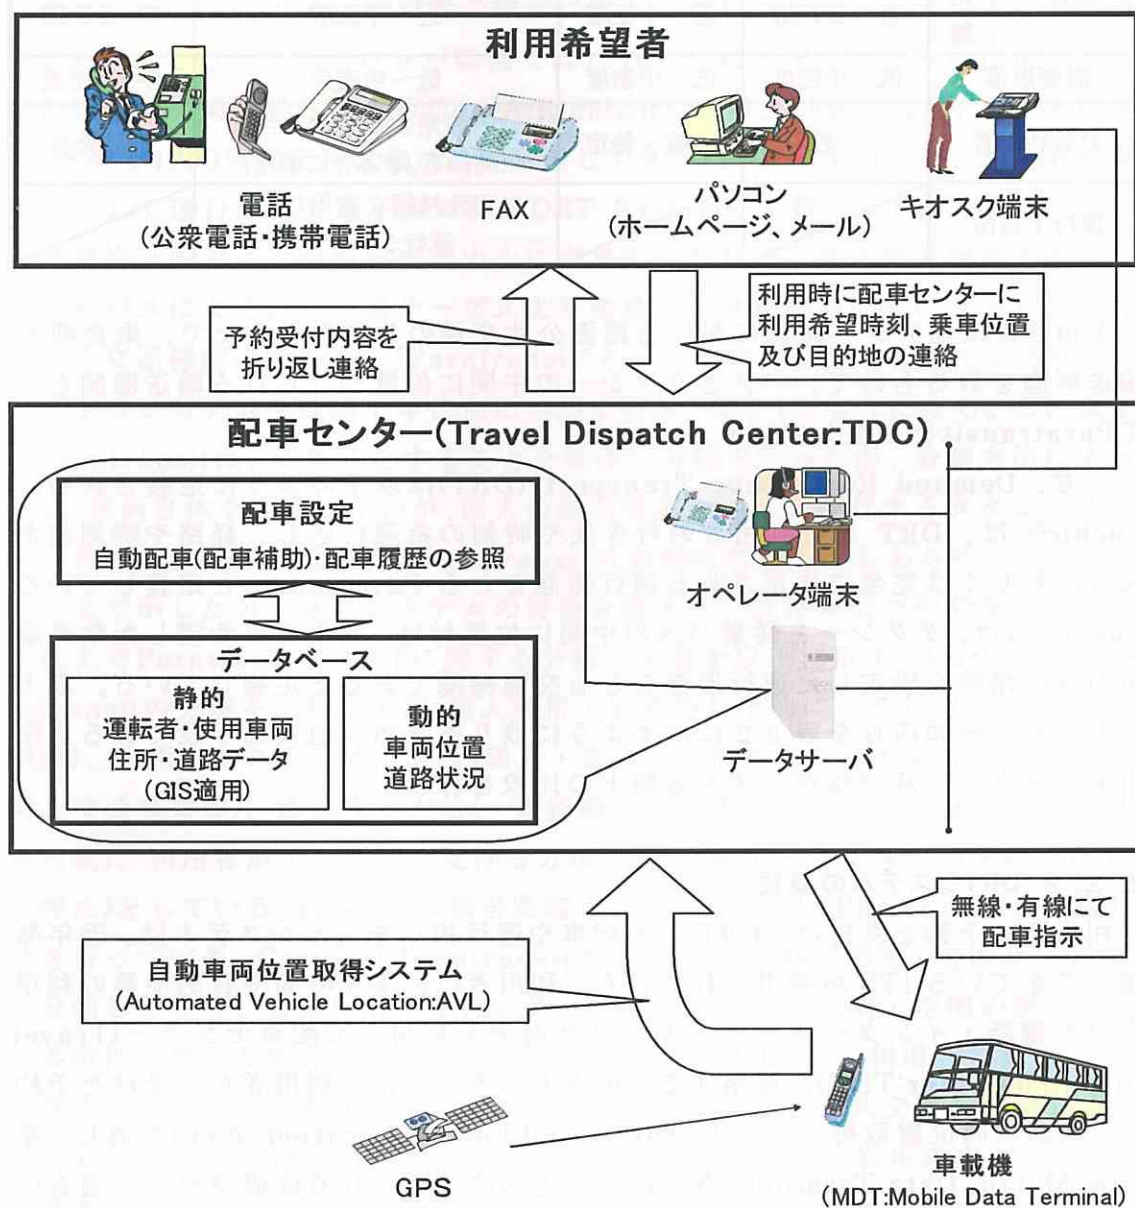 利用希望者
電話
(公衆電話・携帯電話)
FAX
パソコン
(ホームページ、メール)
キオスク端末
予約受付内容を
折り返し連絡
利用時に配車センターに
利用希望時刻、乗車位置
及び目的地の連絡
配車センター(Travel Dispatch Center:TDC)
配車設定
自動配車(配車補助)・配車履歴の参照
データベース
静的
運転者・使用車両
住所・道路データ
(GIS適用)
動的
車両位置
道路状況
オペレータ端末
データサーバ
無線・有線にて
配車指示
自動車両位置取得システム
(Automated Vehicle Location:AVL)
GPS
車載機
(MDT:Mobile Data Terminal)